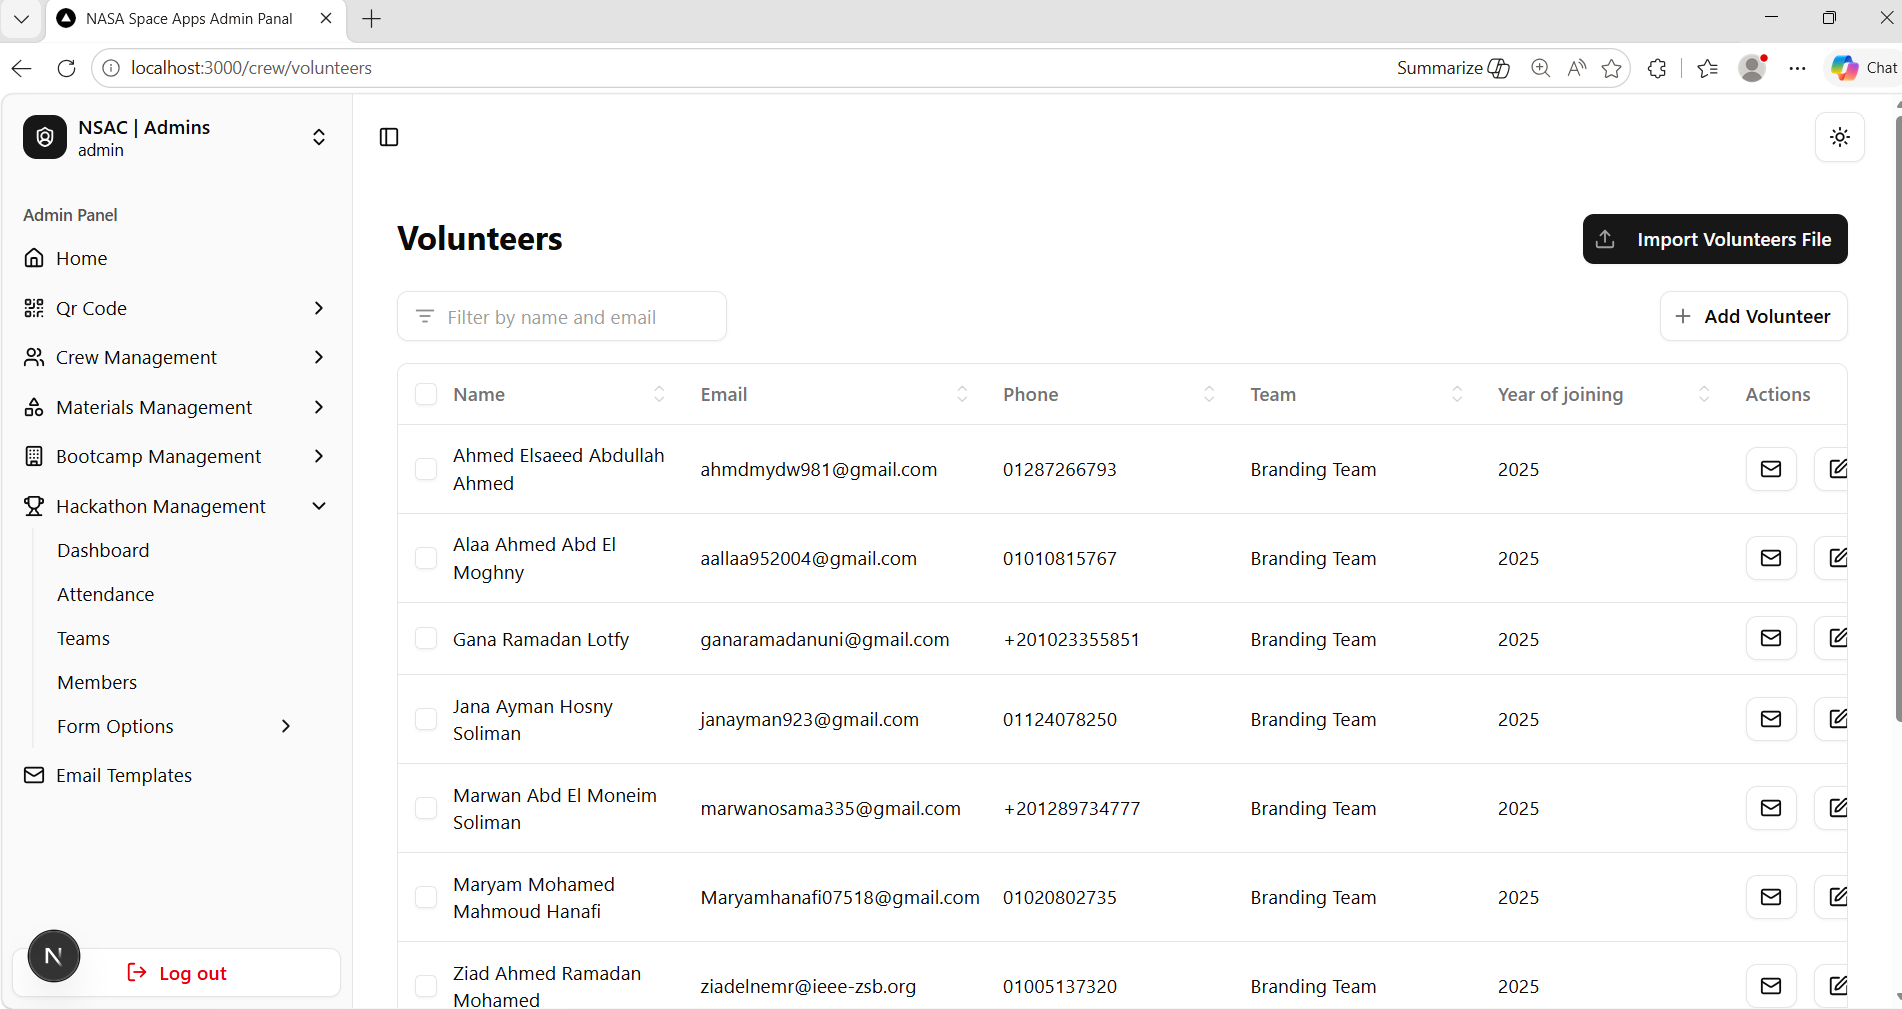 NASA Space Apps Admin Panal
localhost:3000/crew/volunteers
Summarize
Chat
NSAC | Admins
admin
Admin Panel
Home
Qr Code
Crew Management
Materials Management
Bootcamp Management
Hackathon Management
Dashboard
Attendance
Teams
Members
Form Options
Email Templates
N
Log out
Volunteers
Import Volunteers File
Filter by name and email
Add Volunteer
Name Email Phone Team Year of joining Actions
Ahmed Elsaeed Abdullah
Ahmed
ahmdmydw981@gmail.com 01287266793 Branding Team 2025
Alaa Ahmed Abd El
Moghny
aallaa952004@gmail.com 01010815767 Branding Team 2025
Gana Ramadan Lotfy ganaramadanuni@gmail.com +201023355851 Branding Team 2025
Jana Ayman Hosny
Soliman
janayman923@gmail.com 01124078250 Branding Team 2025
Marwan Abd El Moneim
Soliman
marwanosama335@gmail.com +201289734777 Branding Team 2025
Maryam Mohamed
Mahmoud Hanafi
Maryamhanafi07518@gmail.com 01020802735 Branding Team 2025
Ziad Ahmed Ramadan
Mohamed
ziadelnemr@ieee-zsb.org 01005137320 Branding Team 2025